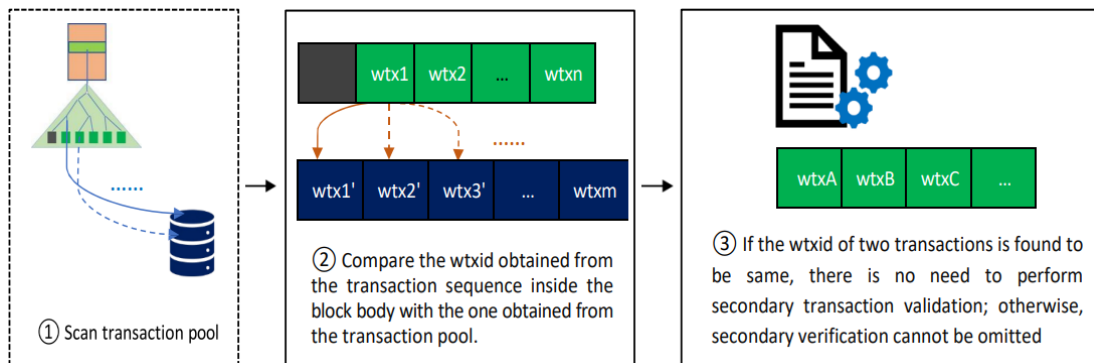 ......
① Scan transaction pool
wtx1 wtx2 ... wtxn
......
wtx1' wtx2' wtx3' ... wtxm
② Compare the wtxid obtained from
the transaction sequence inside the
block body with the one obtained from
the transaction pool.
wtxA wtxB wtxC ...
③ If the wtxid of two transactions is found to
be same, there is no need to perform
secondary transaction validation; otherwise,
secondary verification cannot be omitted